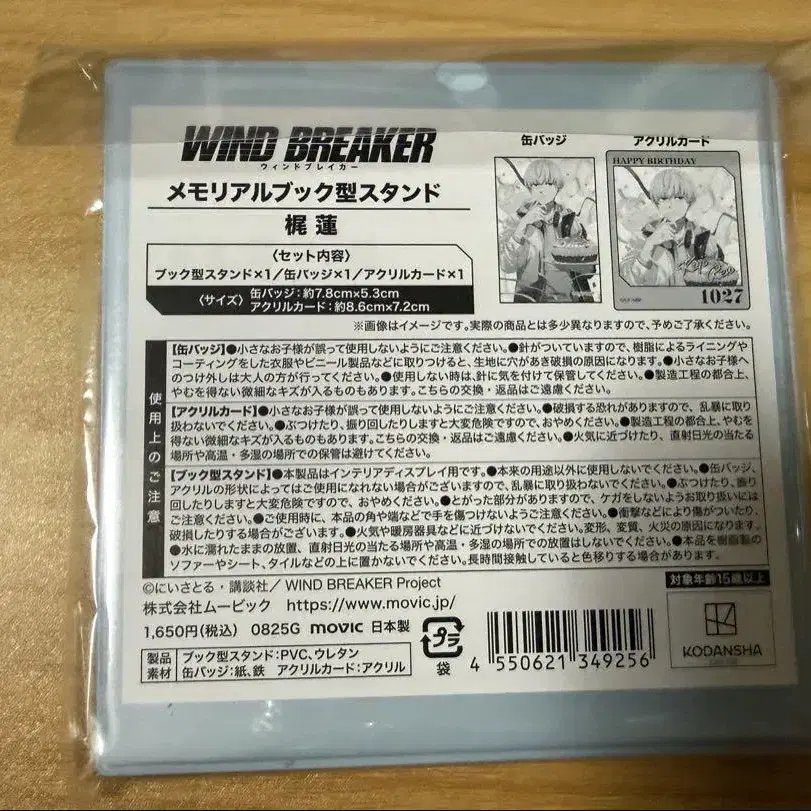 WIND BREAKER
ウィンドブレイカー
メモリアルブック型スタンド
梶 蓮
〈セット内容〉
ブック型スタンド×1／缶バッジ×1／アクリルカード×1
〈サイズ〉 缶バッジ：約7.8cm×5.3cm
アクリルカード：約8.6cm×7.2cm
缶バッジ
アクリルカード
HAPPY BIRTHDAY
1027
※画像はイメージです。実際の商品とは多少異なりますので、予めご了承ください。
使用上のご注意
【缶バッジ】●小さなお子様が誤って使用しないようにご注意ください。●針がついていますので、樹脂によるライニングや
コーティングをした衣服やビニール製品などに取りつけると、生地に穴があき破損の原因になります。●小さなお子様へ
のつけ外しは大人の方が行ってください。●使用しない時は、針に気を付けて保管してください。●製造工程の都合上、
やむを得ない微細なキズが入るものもあります。こちらの交換・返品はご遠慮ください。
【アクリルカード】●小さなお子様が誤って使用しないようにご注意ください。●破損する恐れがありますので、乱暴に取り
扱わないでください。●ぶつけたり、振り回したりしますと大変危険ですので、おやめください。●製造工程の都合上、やむを
得ない微細なキズが入るものもあります。こちらの交換・返品はご遠慮ください。●火気に近づけたり、直射日光の当たる
場所や高温・多湿の場所での保管は避けてください。
【ブック型スタンド】●本製品はインテリアディスプレイ用です。●本来の用途以外に使用しないでください。●缶バッジ、
アクリルの形状によってはご使用になれない場合がございますので、乱暴に取り扱わないでください。●ぶつけたり、振り
回したりしますと大変危険ですので、おやめください。●とがった部分がありますので、ケガをしないようお取り扱いには
ご注意ください。●ご使用時に、本品の角や端などで手を傷つけないようご注意ください。●衝撃などにより傷がついたり、
破損したりする場合がございます。●火気や暖房器具などに近づけないでください。変形、変質、火災の原因になります。
●水に濡れたままの放置、直射日光の当たる場所や高温・多湿の場所での放置はしないでください。●本品を樹脂製の
ソファーやシート、タイルなどの上に置かないでください。長時間接触していると色移りする場合があります。
©にいさとる・講談社／WIND BREAKER Project
対象年齢15歳以上
株式会社ムービック https://www.movic.jp/
1,650円(税込) 0825G movic 日本製
プラ
袋
製品素材
ブック型スタンド：PVC、ウレタン
缶バッジ：紙、鉄 アクリルカード：アクリル
4 550621 349256
KODANSHA